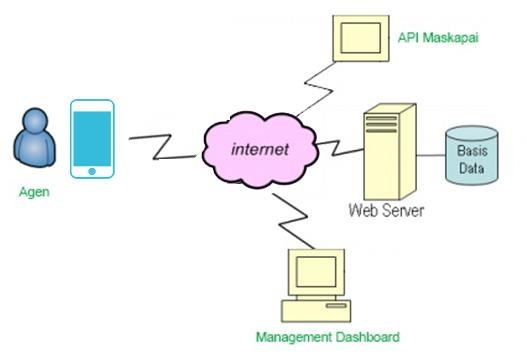 API Maskapai
internet
Agen
Basis
Data
Web Server
Management Dashboard